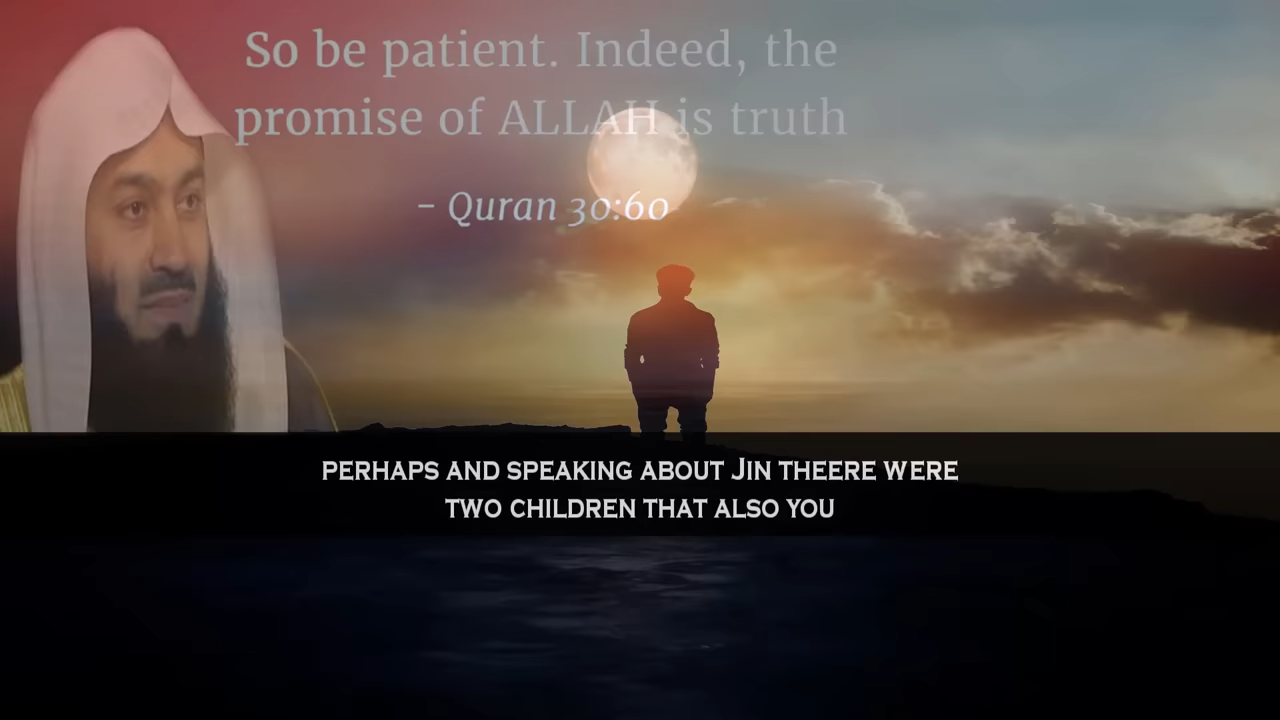 So be patient. Indeed, the
promise of ALLAH is truth
- Quran 30:60
PERHAPS AND SPEAKING ABOUT JIN THEERE WERE
TWO CHILDREN THAT ALSO YOU